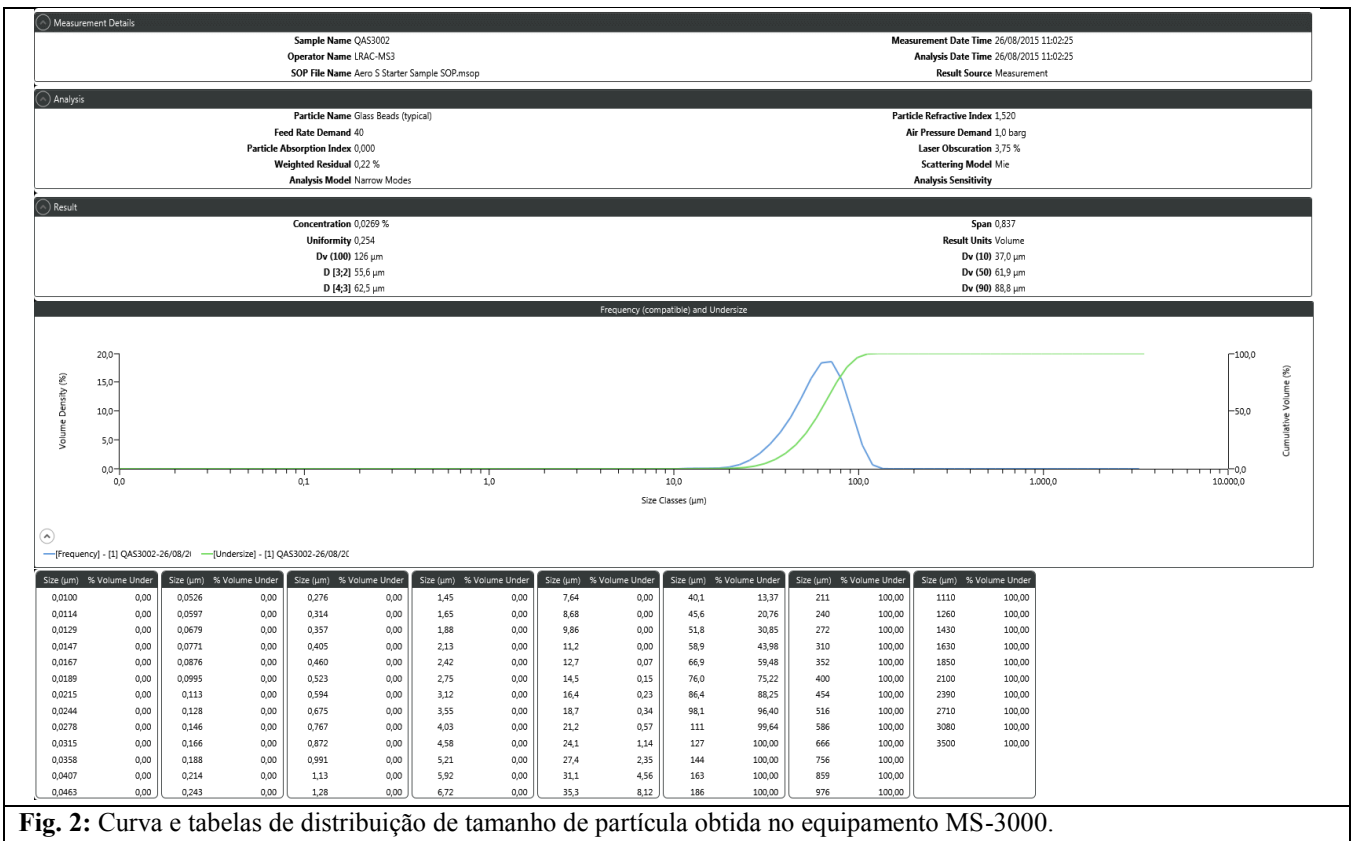 Measurement Details
Sample Name QAS3002
Measurement Date Time 26/08/2015 11:02:25
Operator Name LRAC-MS3
Analysis Date Time 26/08/2015 11:02:25
SOP File Name Aero S Starter Sample SOP.msop
Result Source Measurement
Analysis
Particle Name Glass Beads (typical)
Particle Refractive Index 1,520
Feed Rate Demand 40
Air Pressure Demand 1,0 barg
Particle Absorption Index 0,000
Laser Obscuration 3,75 %
Weighted Residual 0,22 %
Scattering Model Mie
Analysis Model Narrow Modes
Analysis Sensitivity
Result
Concentration 0,0269 %
Span 0,837
Uniformity 0,254
Result Units Volume
Dv (100) 126 µm
Dv (10) 37,0 µm
D [3;2] 55,6 µm
Dv (50) 61,9 µm
D [4;3] 62,5 µm
Dv (90) 88,8 µm
Frequency (compatible) and Undersize
Volume Density (%)
20,0
15,0
10,0
5,0
0,0
100,0
50,0
0,0
Cumulative Volume (%)
0,0 0,1 1,0 10,0 100,0 1.000,0 10.000,0
Size Classes (µm)
[Frequency] - [1] QAS3002-26/08/20 [Undersize] - [1] QAS3002-26/08/20
Size (µm) % Volume Under Size (µm) % Volume Under Size (µm) % Volume Under Size (µm) % Volume Under Size (µm) % Volume Under Size (µm) % Volume Under Size (µm) % Volume Under Size (µm) % Volume Under
0,0100 0,00 0,0526 0,00 0,276 0,00 1,45 0,00 7,64 0,00 40,1 13,37 211 100,00 1110 100,00
0,0114 0,00 0,0597 0,00 0,314 0,00 1,65 0,00 8,68 0,00 45,6 20,76 240 100,00 1260 100,00
0,0129 0,00 0,0679 0,00 0,357 0,00 1,88 0,00 9,86 0,00 51,8 30,85 272 100,00 1430 100,00
0,0147 0,00 0,0771 0,00 0,405 0,00 2,13 0,00 11,2 0,00 58,9 43,98 310 100,00 1630 100,00
0,0167 0,00 0,0876 0,00 0,460 0,00 2,42 0,00 12,7 0,07 66,9 59,48 352 100,00 1850 100,00
0,0189 0,00 0,0995 0,00 0,523 0,00 2,75 0,00 14,5 0,15 76,0 75,22 400 100,00 2100 100,00
0,0215 0,00 0,113 0,00 0,594 0,00 3,12 0,00 16,4 0,23 86,4 88,25 454 100,00 2390 100,00
0,0244 0,00 0,128 0,00 0,675 0,00 3,55 0,00 18,7 0,34 98,1 96,40 516 100,00 2710 100,00
0,0278 0,00 0,146 0,00 0,767 0,00 4,03 0,00 21,2 0,57 111 99,64 586 100,00 3080 100,00
0,0315 0,00 0,166 0,00 0,872 0,00 4,58 0,00 24,1 1,14 127 100,00 666 100,00 3500 100,00
0,0358 0,00 0,188 0,00 0,991 0,00 5,21 0,00 27,4 2,35 144 100,00 756 100,00
0,0407 0,00 0,214 0,00 1,13 0,00 5,92 0,00 31,1 4,56 163 100,00 859 100,00
0,0463 0,00 0,243 0,00 1,28 0,00 6,72 0,00 35,3 8,12 186 100,00 976 100,00
Fig. 2: Curva e tabelas de distribuição de tamanho de partícula obtida no equipamento MS-3000.